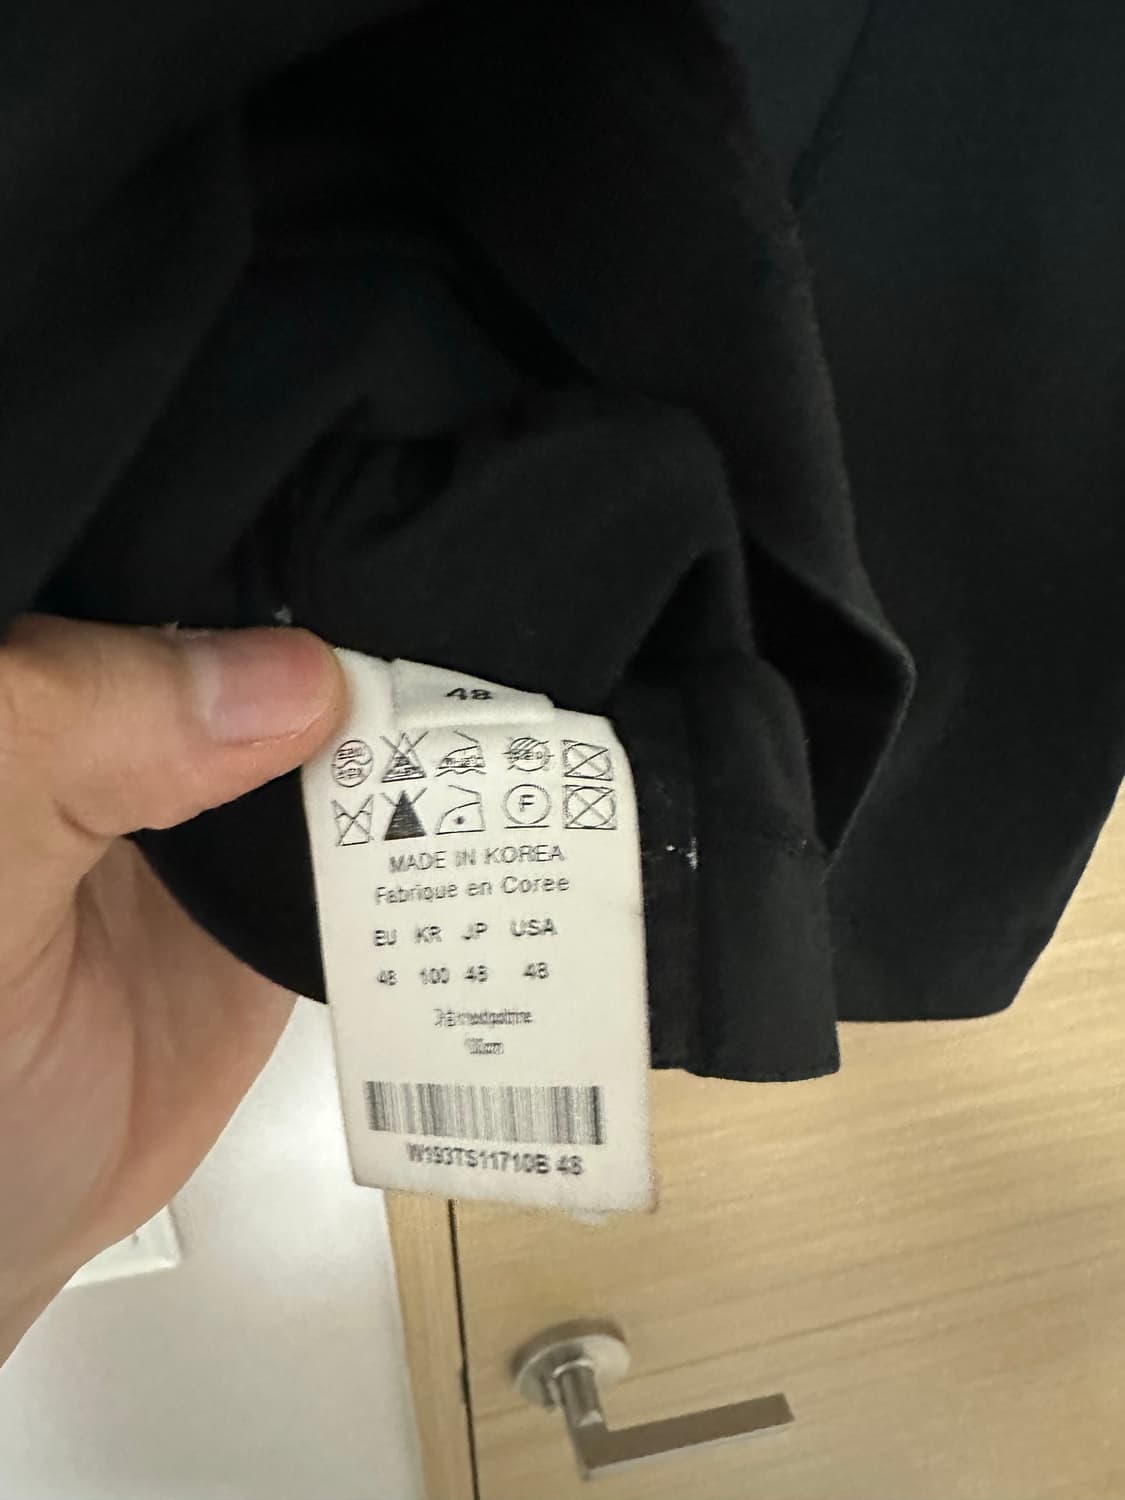 48
F
MADE IN KOREA
Fabrique en Coree
EU KR JP USA
48 100 48 48
W193TS11710B 48